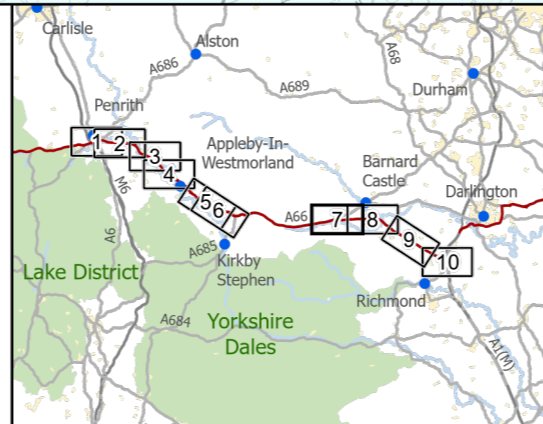 Carlisle
Alston
A686
A68
A689
Durham
Penrith
1
2
3
4
5
6
Appleby-In-
Westmorland
Barnard
Castle
Darlington
M6
A66
7
8
9
10
A6
A685
Kirkby
Stephen
Lake District
Richmond
Yorkshire
Dales
A684
A1(M)